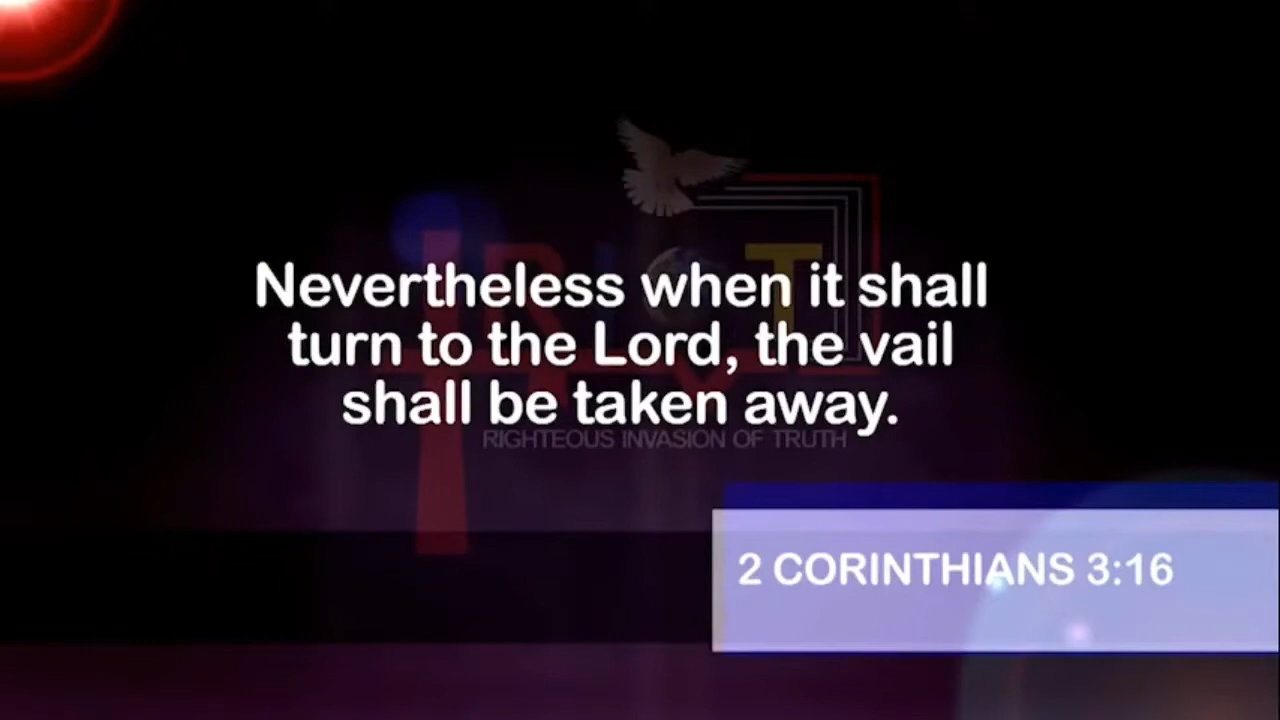 RIOT
Nevertheless when it shall
turn to the Lord, the vail
shall be taken away.
RIGHTEOUS INVASION OF TRUTH
2 CORINTHIANS 3:16